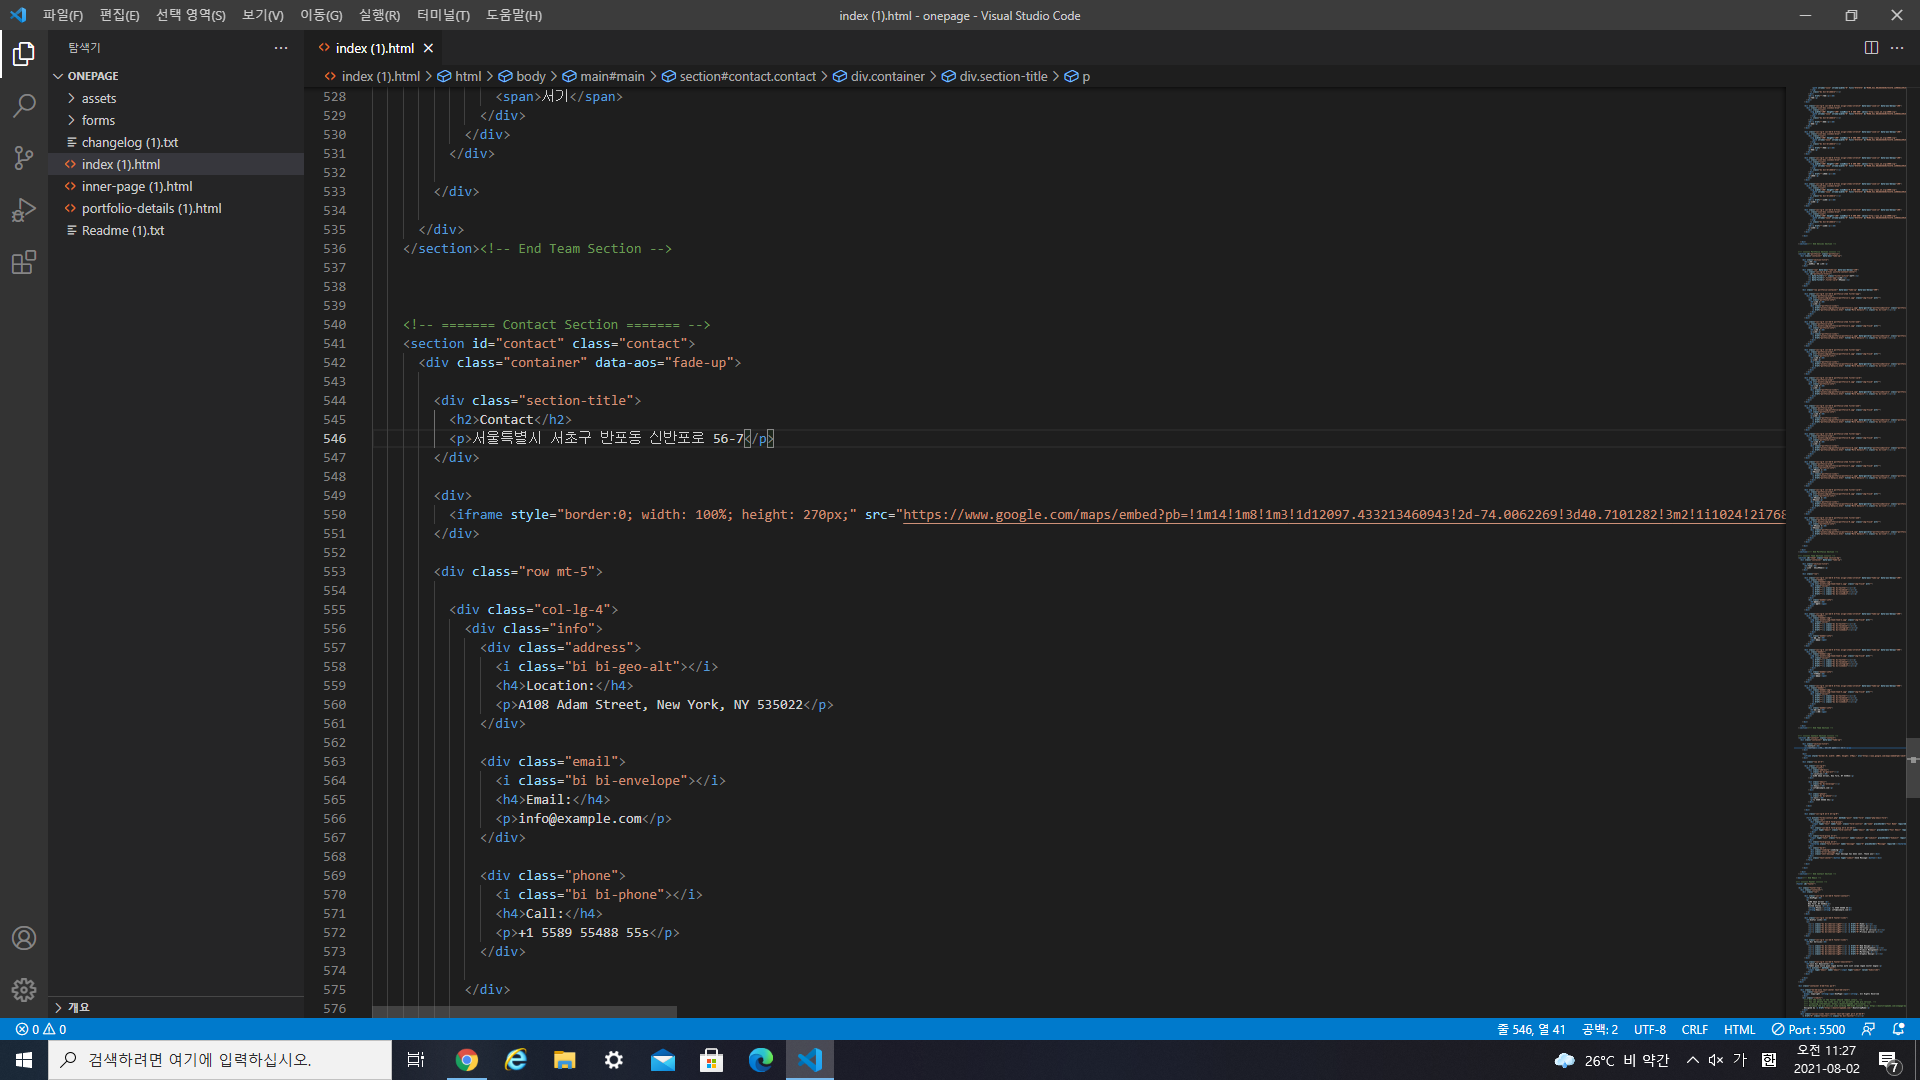 파일(F) 편집(E) 선택 영역(S) 보기(V) 이동(G) 실행(R) 터미널(T) 도움말(H)
index (1).html - onepage - Visual Studio Code
탐색기
ONEPAGE
assets
forms
changelog (1).txt
index (1).html
inner-page (1).html
portfolio-details (1).html
Readme (1).txt
개요
index (1).html
index (1).html > html > body > main#main > section#contact.contact > div.container > div.section-title > p
528 <span>서기</span>
529 </div>
530 </div>
531 </div>
532
533 </div>
534
535 </div>
536 </section><!-- End Team Section -->
537
538
539
540 <!-- ======= Contact Section ======= -->
541 <section id="contact" class="contact">
542 <div class="container" data-aos="fade-up">
543
544 <div class="section-title">
545 <h2>Contact</h2>
546 <p>서울특별시 서초구 반포동 신반포로 56-7</p>
547 </div>
548
549 <div>
550 <iframe style="border:0; width: 100%; height: 270px;" src="https://www.google.com/maps/embed?pb=!1m14!1m8!1m3!1d12097.433213460943!2d-74.0062269!3d40.7101282!3m2!1i1024!2i768
551 </div>
552
553 <div class="row mt-5">
554
555 <div class="col-lg-4">
556 <div class="info">
557 <div class="address">
558 <i class="bi bi-geo-alt"></i>
559 <h4>Location:</h4>
560 <p>A108 Adam Street, New York, NY 535022</p>
561 </div>
562
563 <div class="email">
564 <i class="bi bi-envelope"></i>
565 <h4>Email:</h4>
566 <p>info@example.com</p>
567 </div>
568
569 <div class="phone">
570 <i class="bi bi-phone"></i>
571 <h4>Call:</h4>
572 <p>+1 5589 55488 55s</p>
573 </div>
574
575 </div>
576
0 0
줄 546, 열 41 공백: 2 UTF-8 CRLF HTML Port : 5500
검색하려면 여기에 입력하십시오.
26°C 비 약간
가
오전 11:27
2021-08-02
7